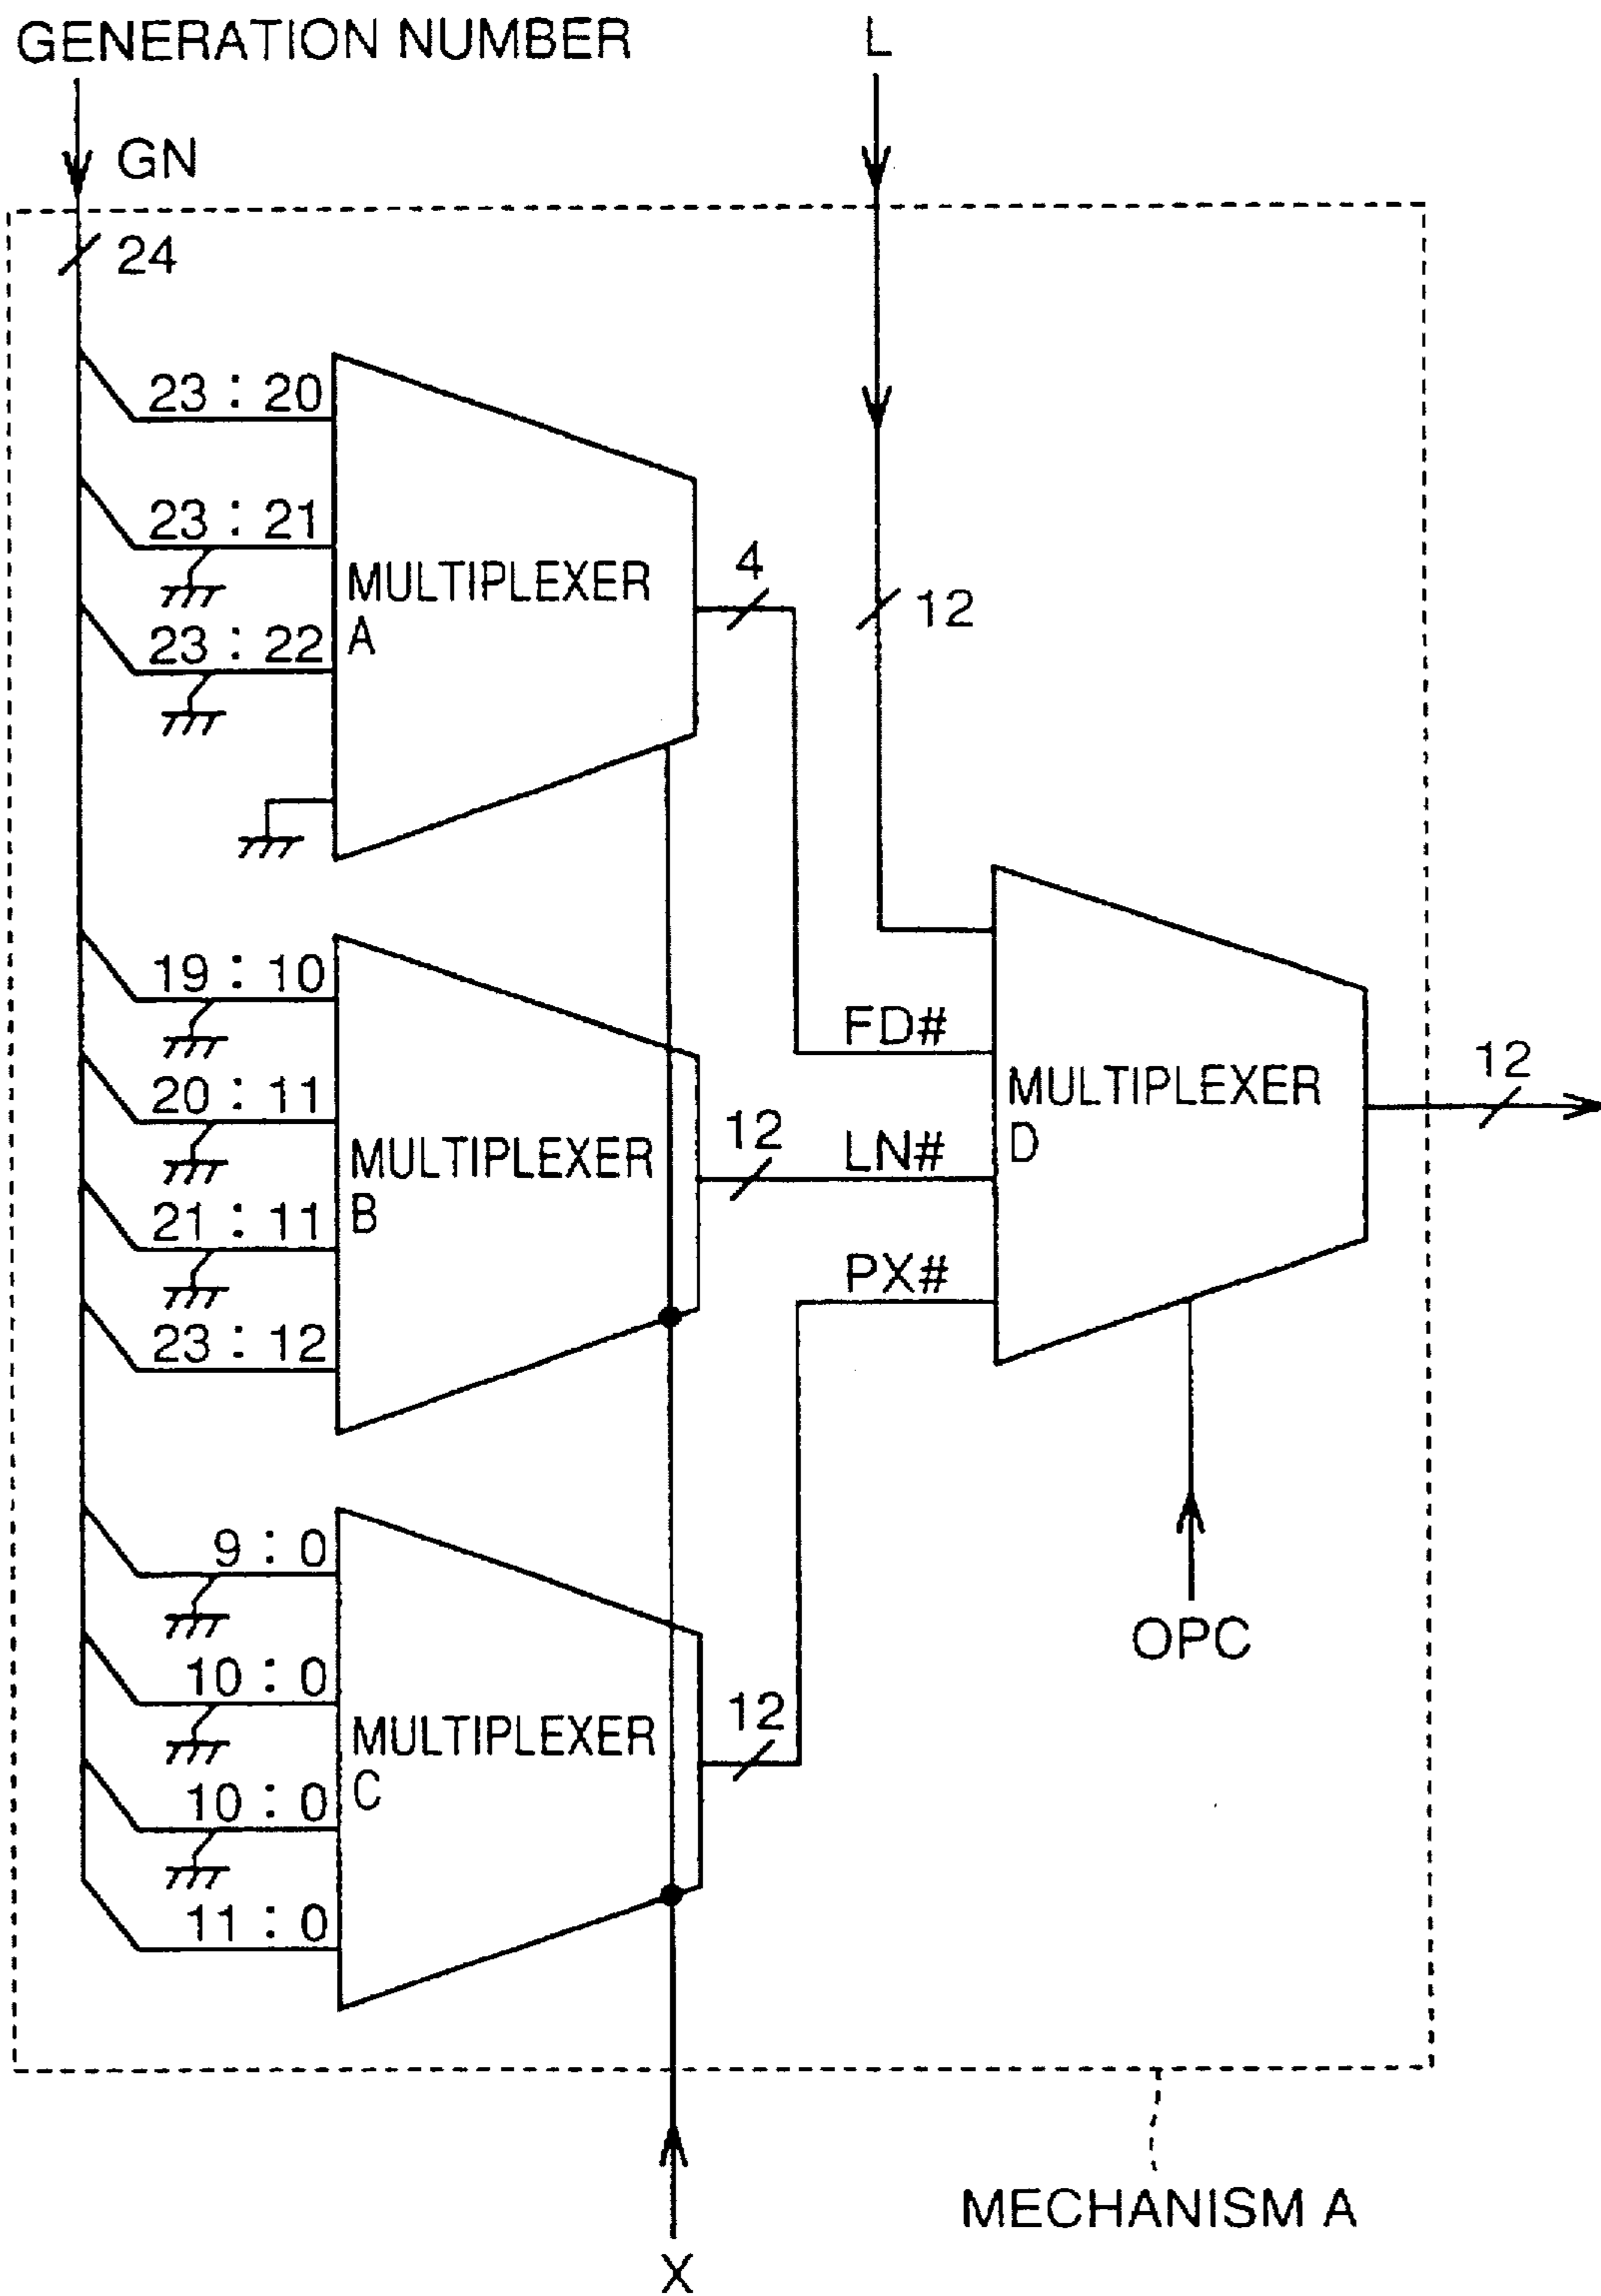 GENERATION NUMBER
L
GN
24
23 : 20
23 : 21
23 : 22
MULTIPLEXER
A
4
12
19 : 10
20 : 11
21 : 11
23 : 12
MULTIPLEXER
B
12
FD#
LN#
PX#
MULTIPLEXER
D
12
9 : 0
10 : 0
10 : 0
11 : 0
MULTIPLEXER
C
12
OPC
X
MECHANISM A